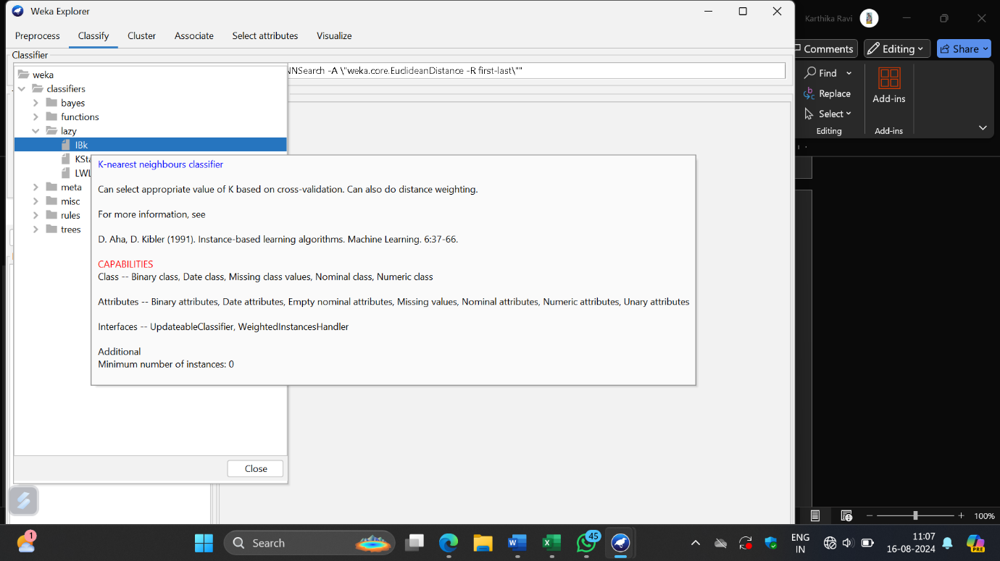 Weka Explorer
Preprocess Classify Cluster Associate Select attributes Visualize
Classifier
NNSearch -A \"weka.core.EuclideanDistance -R first-last\""
weka
classifiers
bayes
functions
lazy
IBk
KSta
LWL
meta
misc
rules
trees
K-nearest neighbours classifier
Can select appropriate value of K based on cross-validation. Can also do distance weighting.
For more information, see
D. Aha, D. Kibler (1991). Instance-based learning algorithms. Machine Learning. 6:37-66.
CAPABILITIES
Class -- Binary class, Date class, Missing class values, Nominal class, Numeric class
Attributes -- Binary attributes, Date attributes, Empty nominal attributes, Missing values, Nominal attributes, Numeric attributes, Unary attributes
Interfaces -- UpdateableClassifier, WeightedInstancesHandler
Additional
Minimum number of instances: 0
Close
Karthika Ravi
Comments Editing Share
Find
Replace
Select
Editing
Add-ins
Add-ins
100%
1
Search
45
ENG
IN
11:07
16-08-2024
PRE